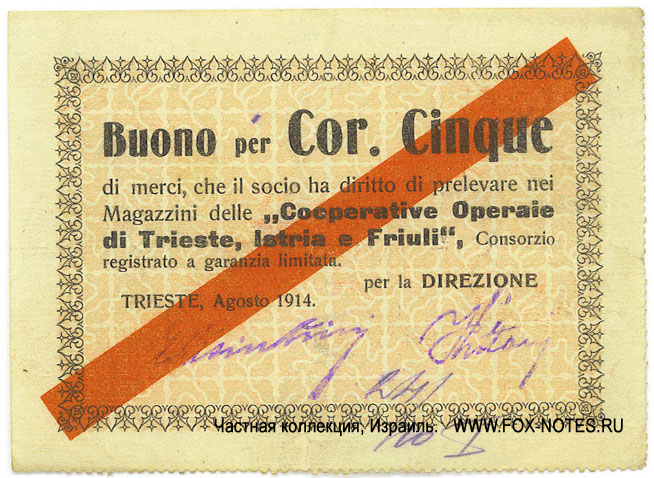 Buono per Cor. Cinque
di merci, che il socio ha diritto di prelevare nei
Magazzini delle „Cooperative Operaie
di Trieste, Istria e Friuli“, Consorzio
registrato a garanzia limitata.
per la DIREZIONE
TRIESTE, Agosto 1914.
Частная коллекция, Израиль. WWW.FOX-NOTES.RU